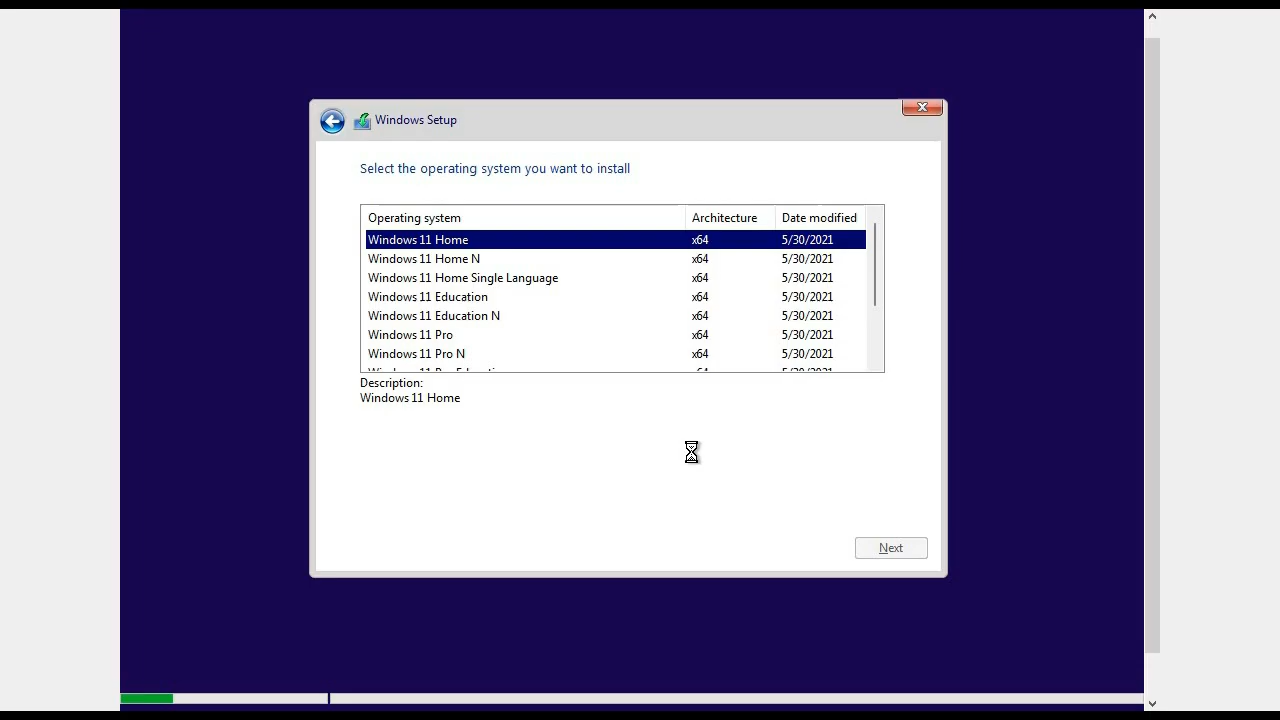 Windows Setup
Select the operating system you want to install
Operating system Architecture Date modified
Windows 11 Home x64 5/30/2021
Windows 11 Home N x64 5/30/2021
Windows 11 Home Single Language x64 5/30/2021
Windows 11 Education x64 5/30/2021
Windows 11 Education N x64 5/30/2021
Windows 11 Pro x64 5/30/2021
Windows 11 Pro N x64 5/30/2021
Description:
Windows 11 Home
Next